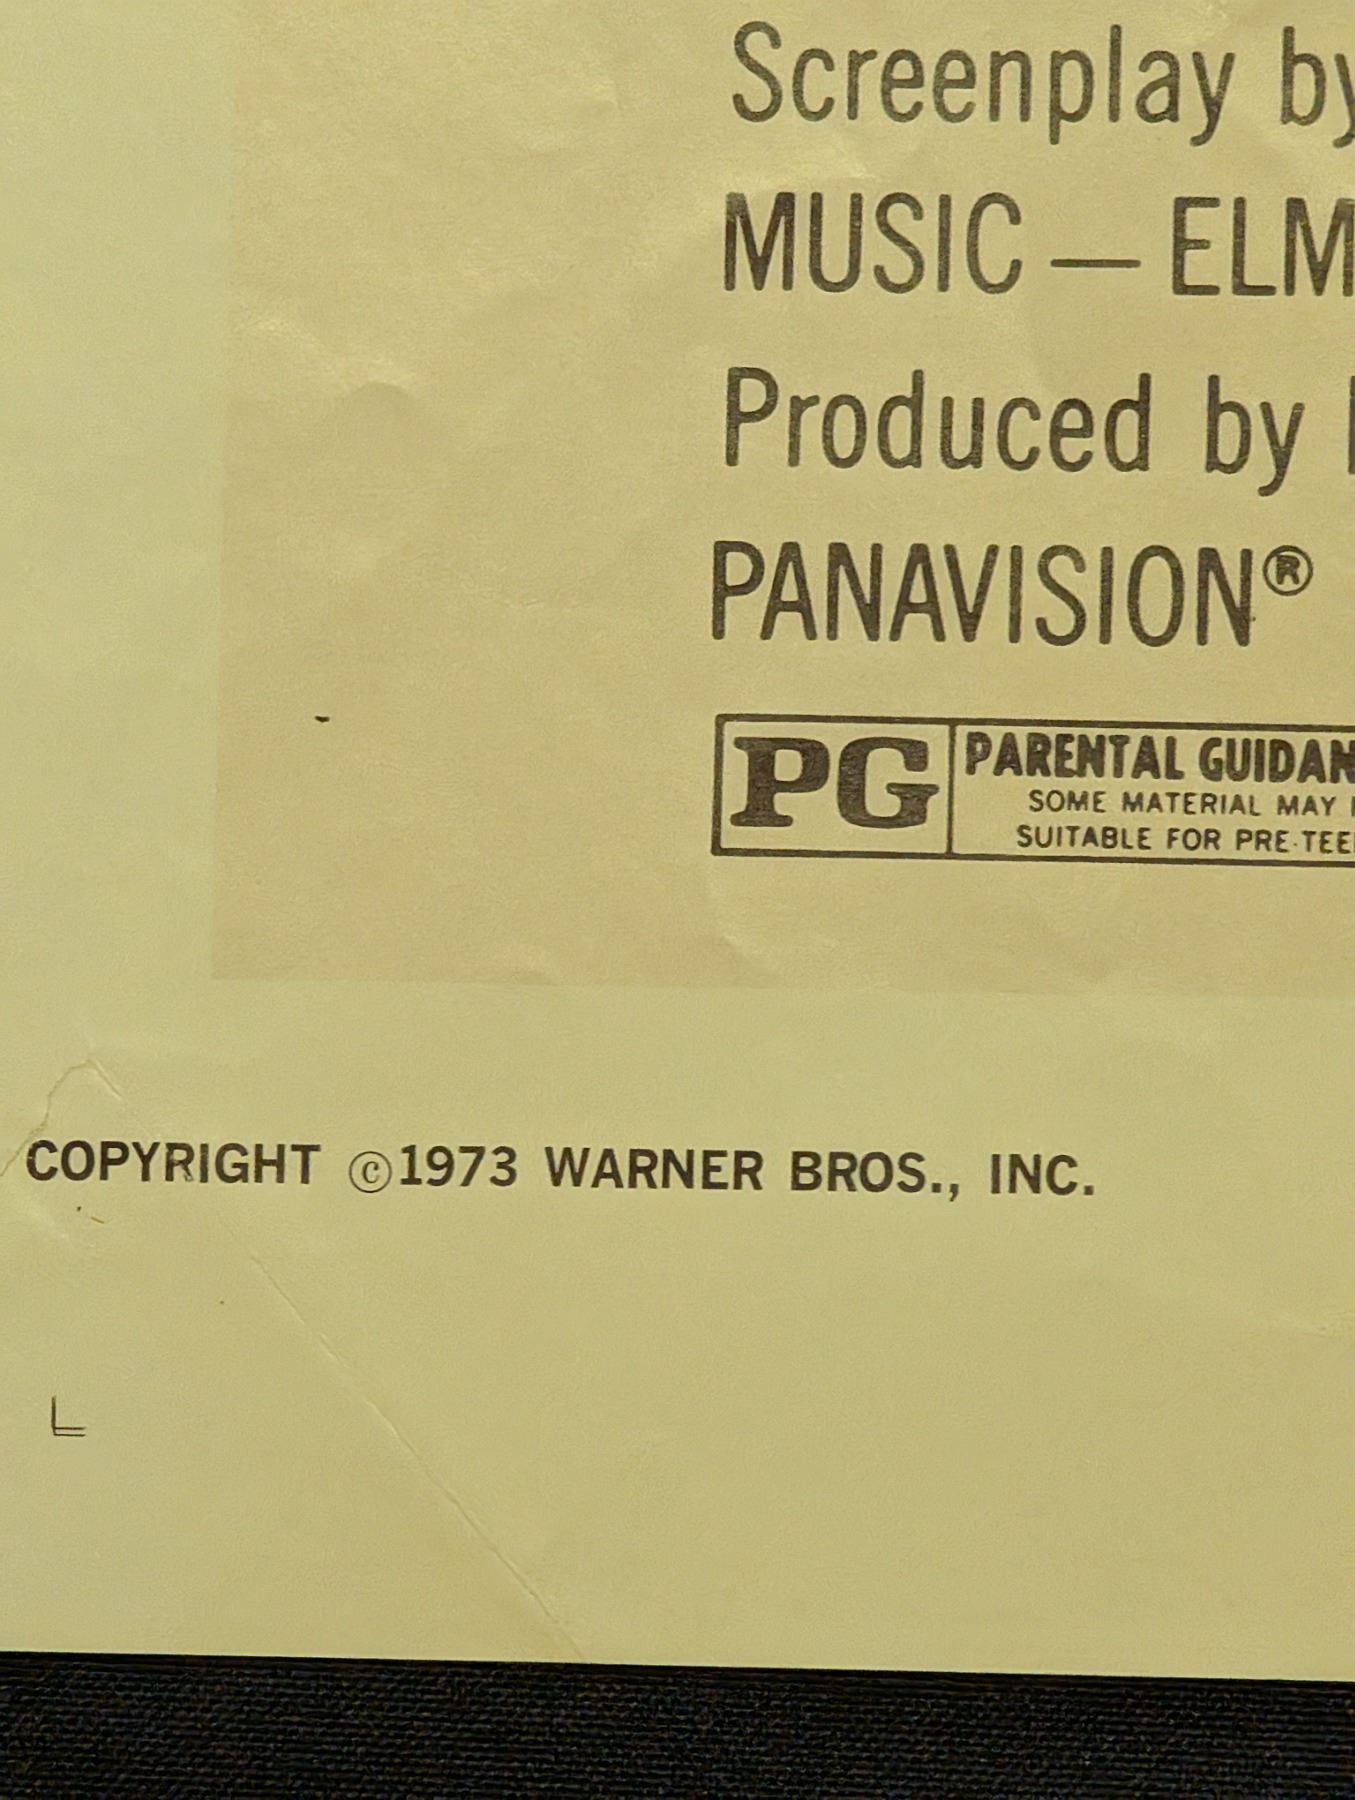 Screenplay by
MUSIC — ELM
Produced by
PANAVISION®
PG
PARENTAL GUIDAN
SOME MATERIAL MAY
SUITABLE FOR PRE-TEE
COPYRIGHT ©1973 WARNER BROS., INC.